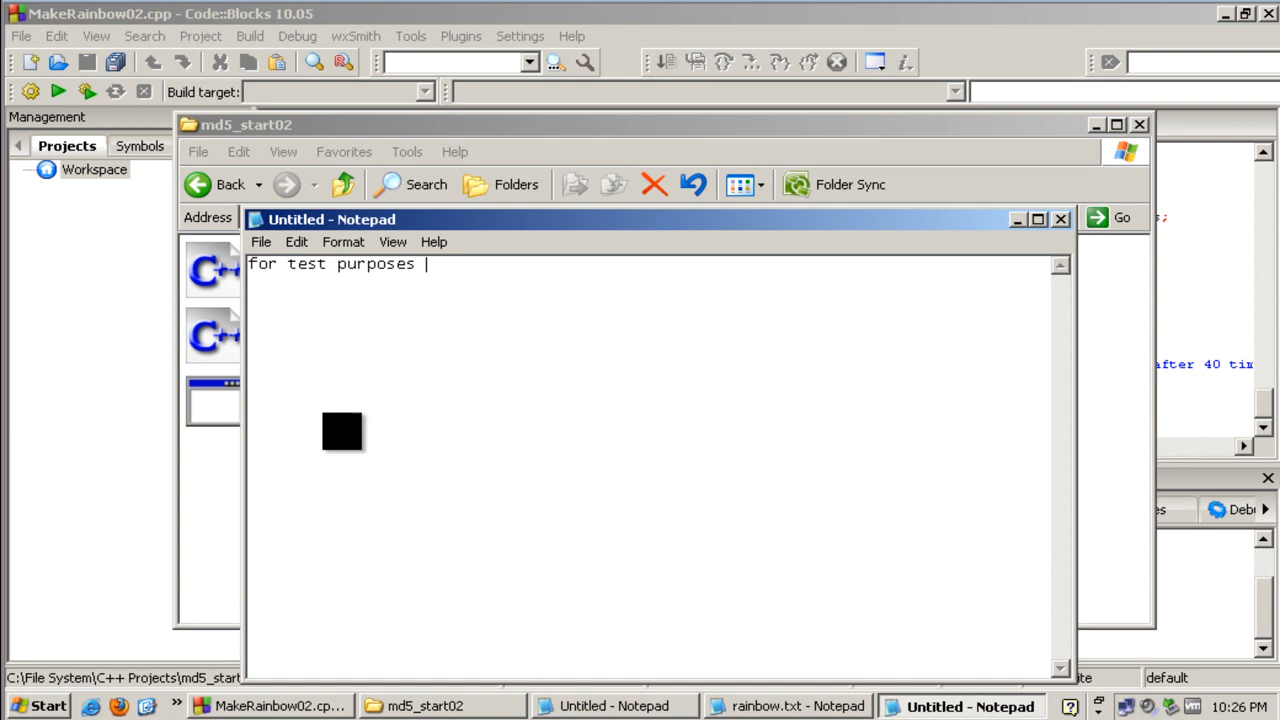 MakeRainbow02.cpp - Code::Blocks 10.05
File Edit View Search Project Build Debug wxSmith Tools Plugins Settings Help
Build target:
Management
Projects Symbols
Workspace
md5_start02
File Edit View Favorites Tools Help
Back Search Folders Folder Sync
Address Go
Untitled - Notepad
File Edit Format View Help
for test purposes
C++
C++
s;
after 40 tim
es Debu
C:\File System\C++ Projects\md5_start
ite default
Start MakeRainbow02.cp... md5_start02 Untitled - Notepad rainbow.txt - Notepad Untitled - Notepad 10:26 PM